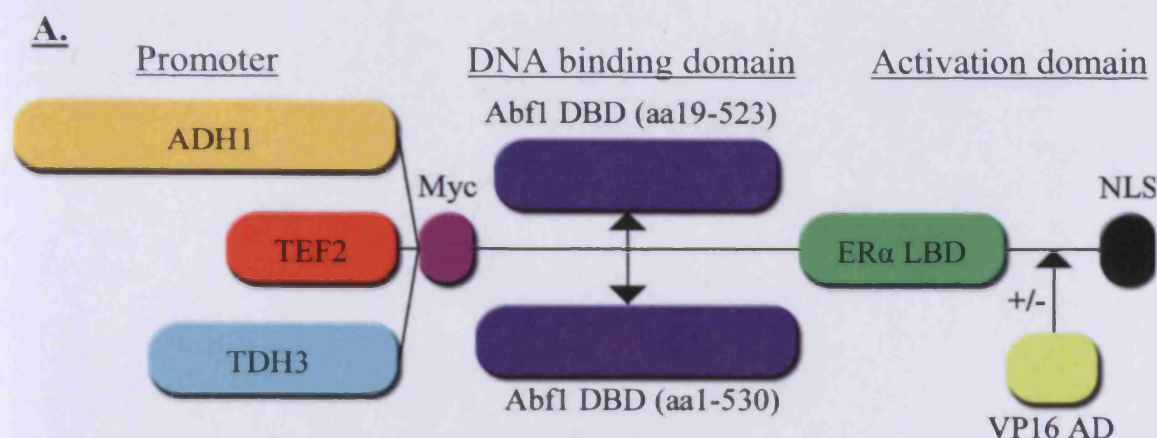 A.
Promoter
DNA binding domain
Activation domain
Abf1 DBD (aa19-523)
ADH1
Myc
NLS
TEF2
ERα LBD
+/-
TDH3
Abf1 DBD (aa1-530)
VP16 AD